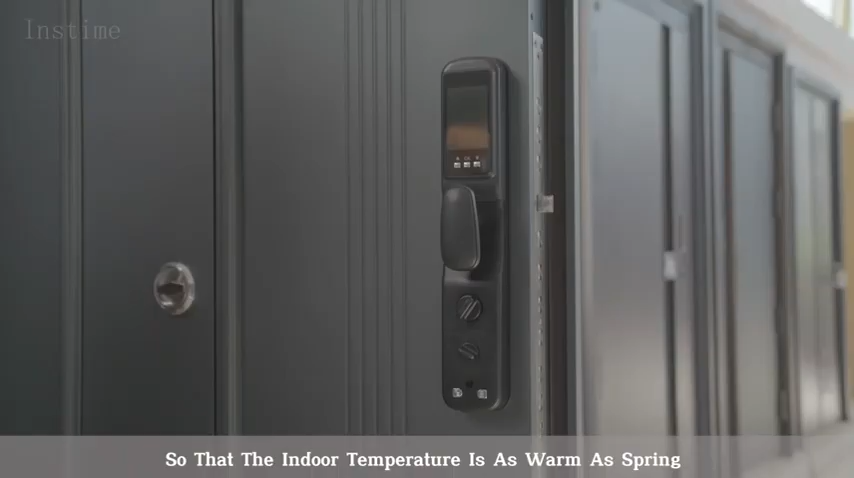 Instime
So That The Indoor Temperature Is As Warm As Spring